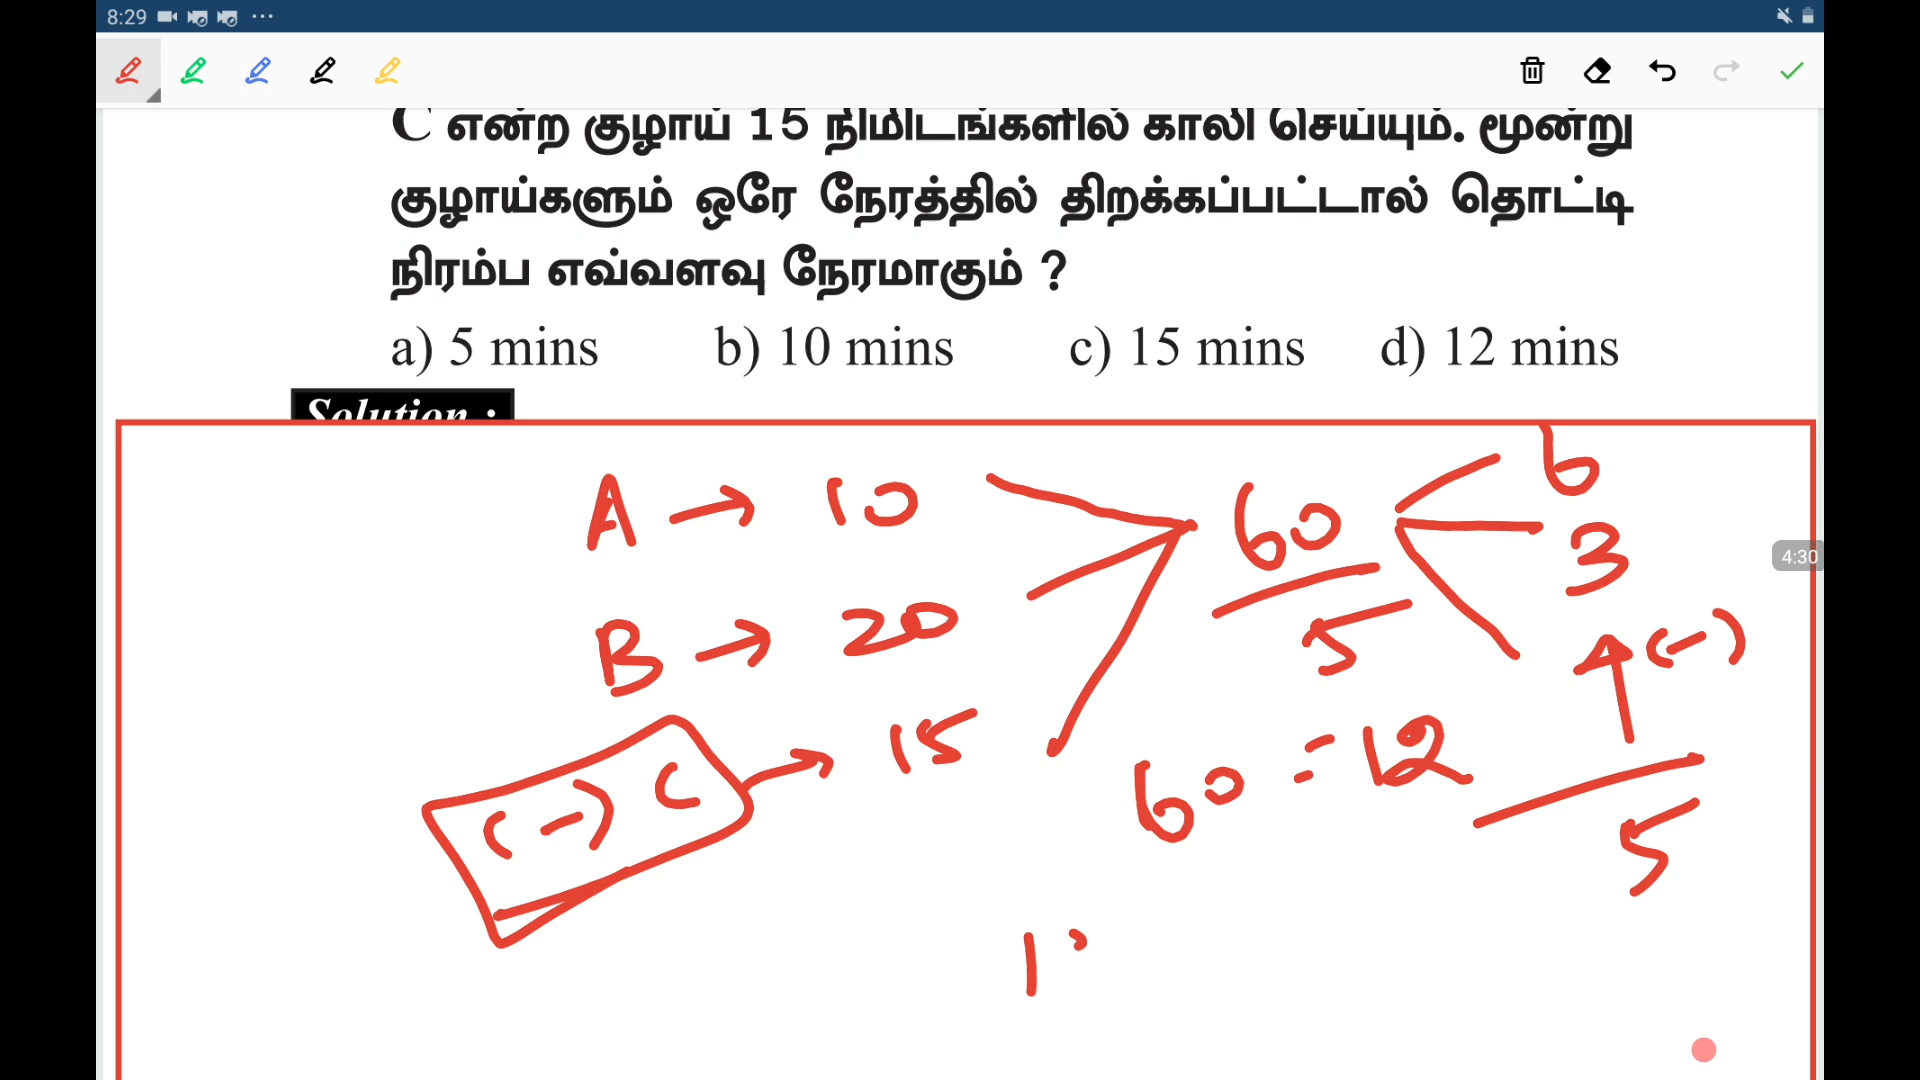 8:29
C என்ற குழாய் 15 நிமிடங்களில் காலி செய்யும். மூன்று
குழாய்களும் ஒரே நேரத்தில் திறக்கப்பட்டால் தொட்டி
நிரம்ப எவ்வளவு நேரமாகும் ?
a) 5 mins b) 10 mins c) 15 mins d) 12 mins
Solution :
A → 10 60 6
B → 20 5 3
4 (-)
(-) C → 15 60 = 12
5
1
4:30